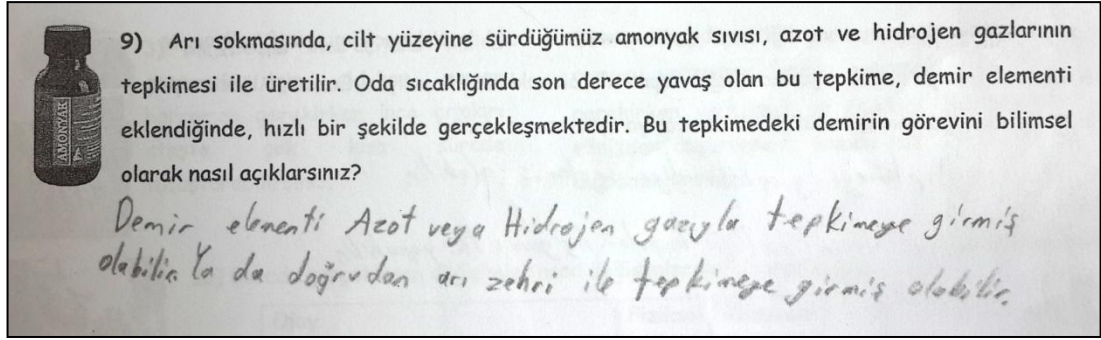 9) Arı sokmasında, cilt yüzeyine sürdüğümüz amonyak sıvısı, azot ve hidrojen gazlarının
tepkimesi ile üretilir. Oda sıcaklığında son derece yavaş olan bu tepkime, demir elementi
eklendiğinde, hızlı bir şekilde gerçekleşmektedir. Bu tepkimedeki demirin görevini bilimsel
olarak nasıl açıklarsınız?
AMONYAK
Demir elementi Azot veya Hidrojen gazıyla tepkimeye girmiş
olabilir. Ya da doğrudan arı zehri ile tepkimeye girmiş olabilir.